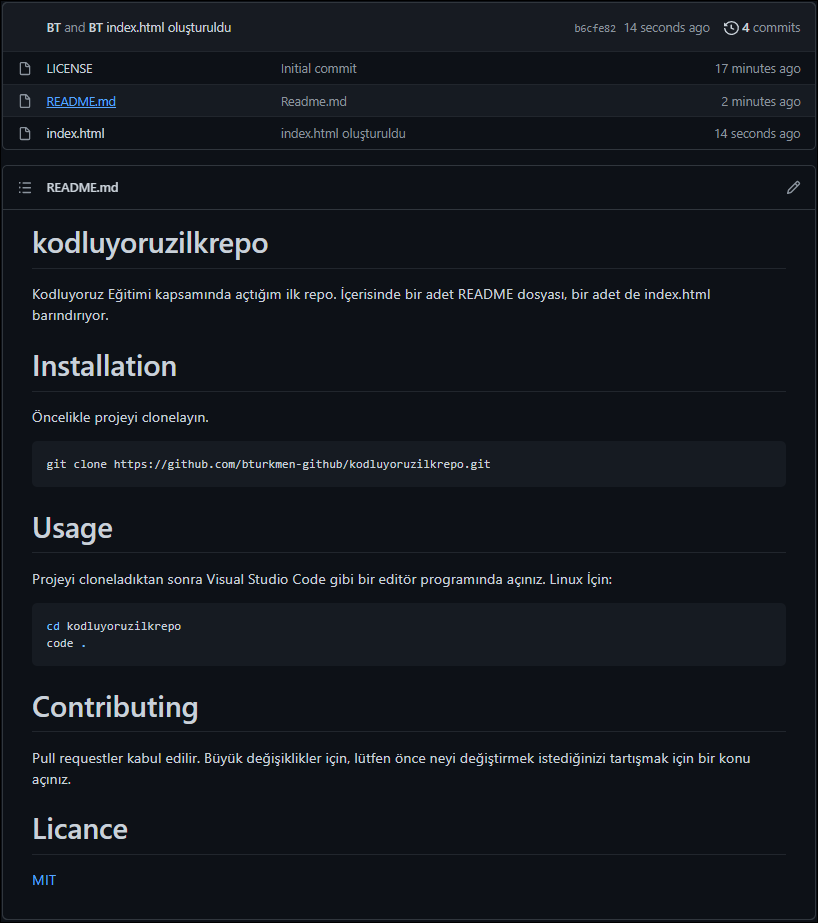 BT and BT index.html oluşturuldu b6cfe82 14 seconds ago 4 commits
LICENSE Initial commit 17 minutes ago
README.md Readme.md 2 minutes ago
index.html index.html oluşturuldu 14 seconds ago
README.md
kodluyoruzilkrepo
Kodluyoruz Eğitimi kapsamında açtığım ilk repo. İçerisinde bir adet README dosyası, bir adet de index.html
barındırıyor.
Installation
Öncelikle projeyi clonelayın.
git clone https://github.com/bturkmen-github/kodluyoruzilkrepo.git
Usage
Projeyi cloneladıktan sonra Visual Studio Code gibi bir editör programında açınız. Linux İçin:
cd kodluyoruzilkrepo
code .
Contributing
Pull requestler kabul edilir. Büyük değişiklikler için, lütfen önce neyi değiştirmek istediğinizi tartışmak için bir konu
açınız.
Licance
MIT